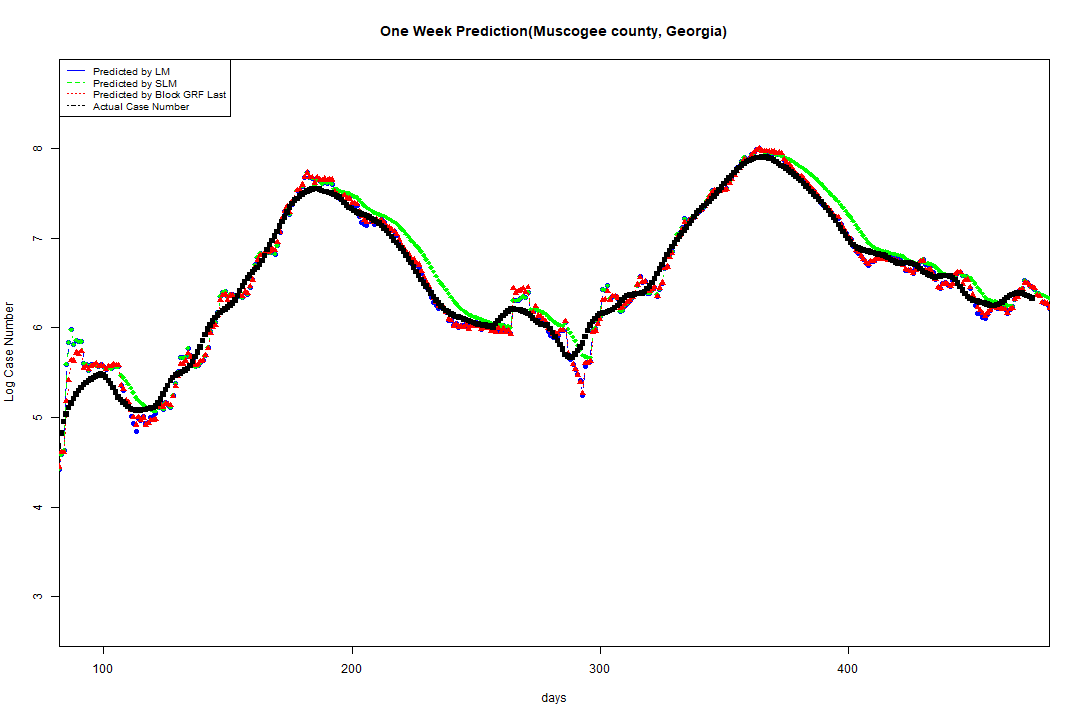 One Week Prediction(Muscogee county, Georgia)
Predicted by LM
Predicted by SLM
Predicted by Block GRF Last
Actual Case Number
8
7
6
5
4
3
Log Case Number
100 200 300 400
days